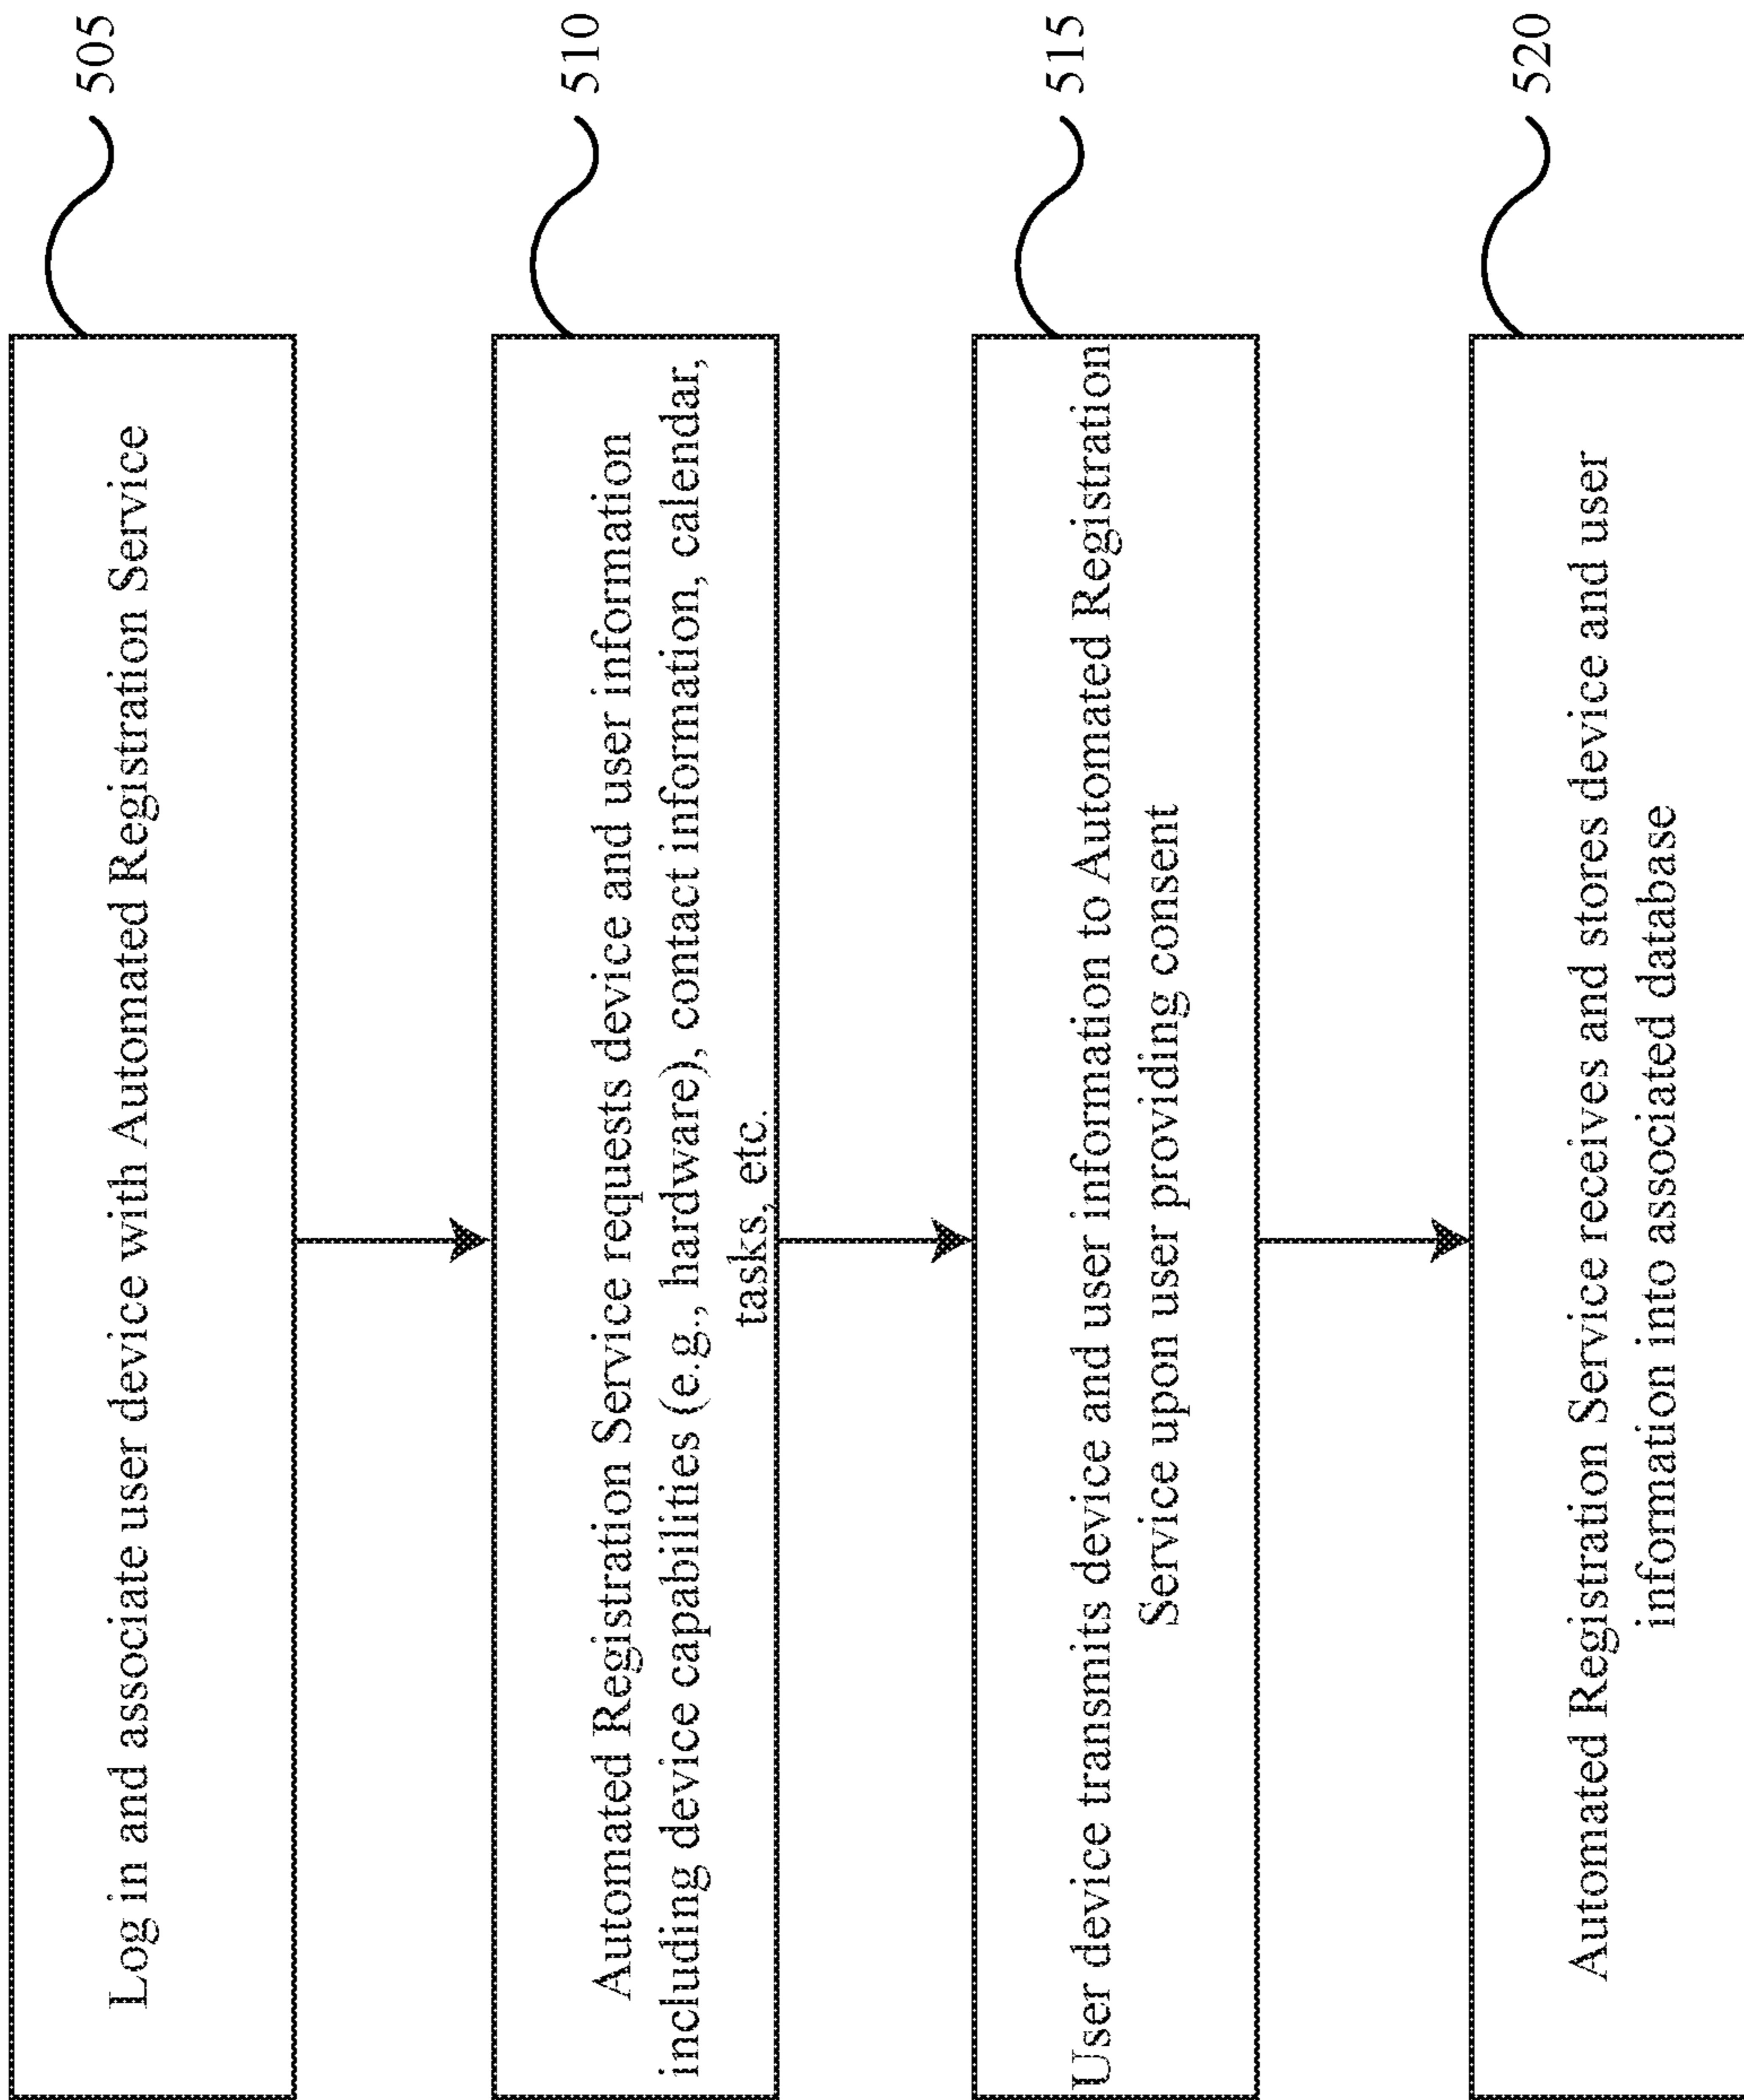 Log in and associate user device with Automated Registration Service
505
Automated Registration Service requests device and user information
including device capabilities (e.g., hardware), contact information, calendar,
tasks, etc.
510
User device transmits device and user information to Automated Registration
Service upon user providing consent
515
Automated Registration Service receives and stores device and user
information into associated database
520